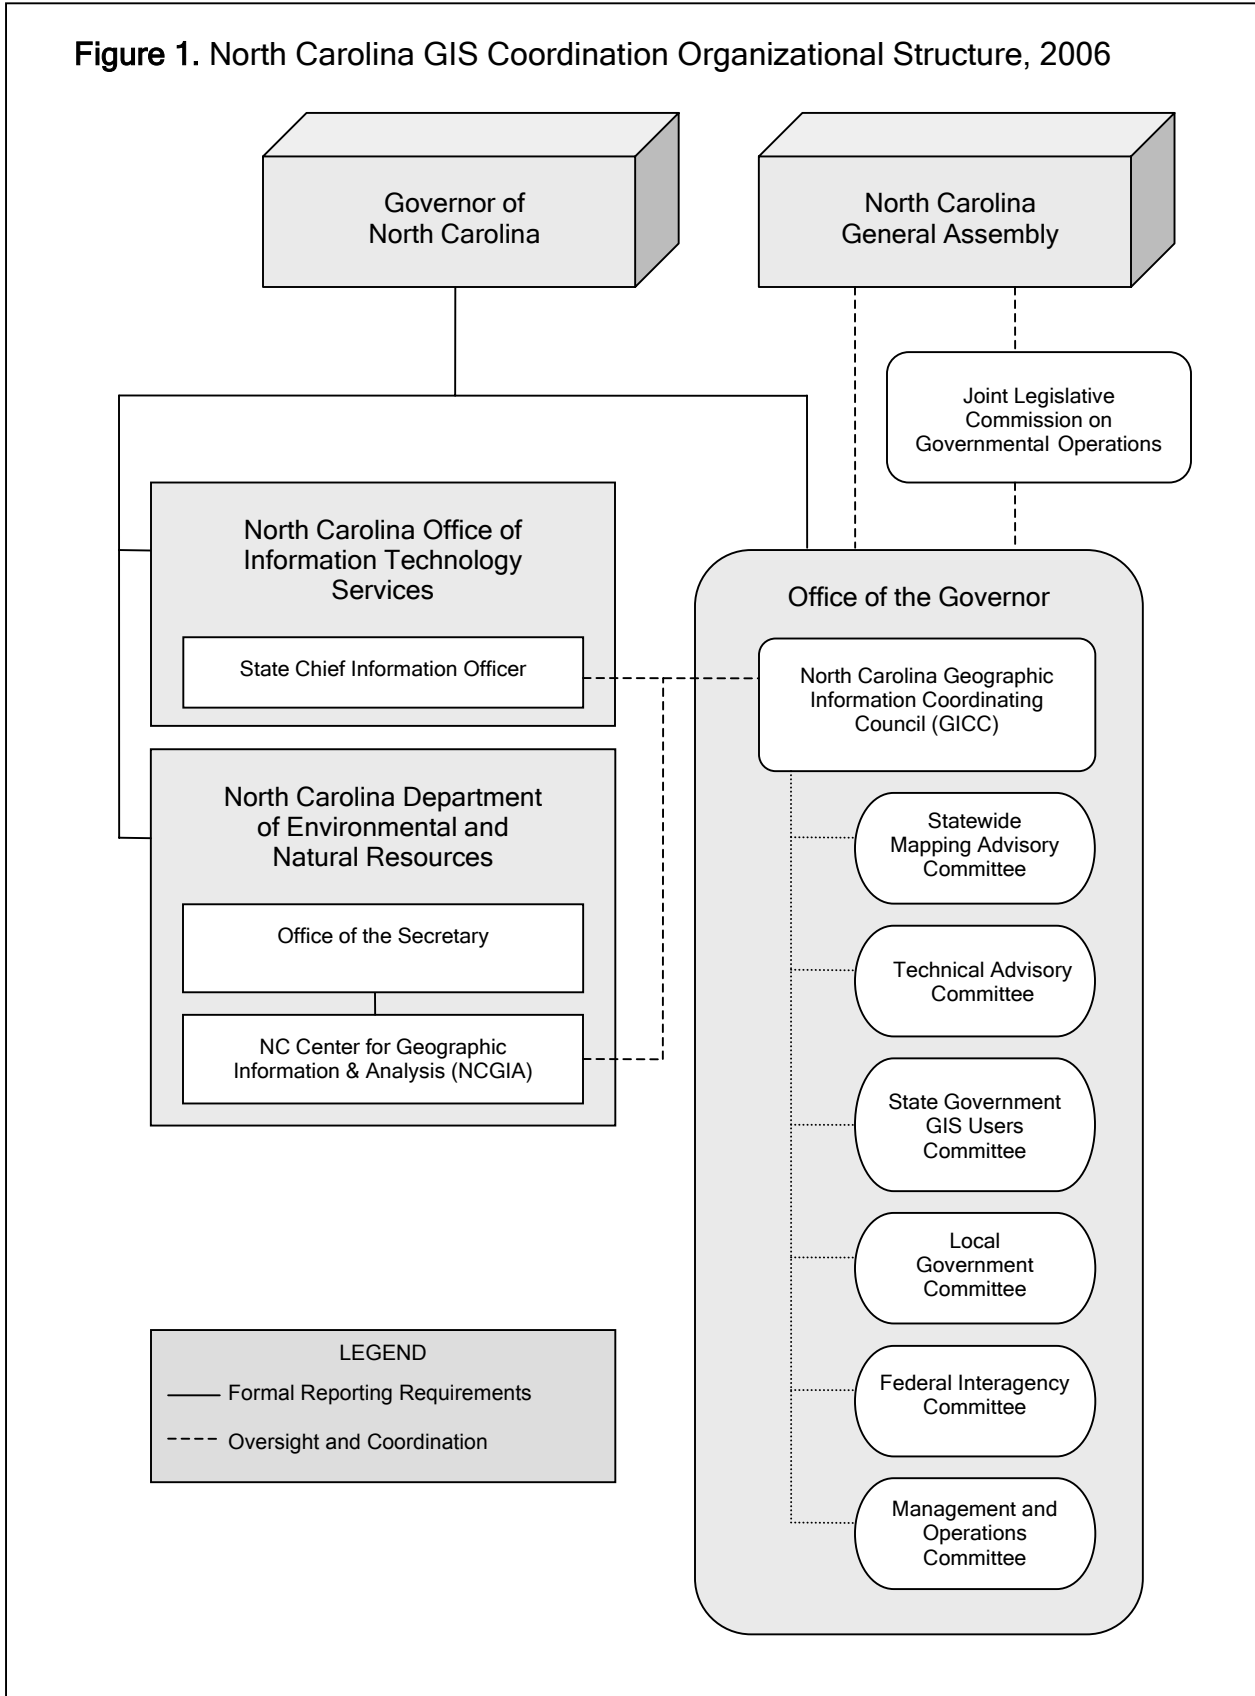 Figure 1. North Carolina GIS Coordination Organizational Structure, 2006
Governor of
North Carolina
North Carolina
General Assembly
Joint Legislative
Commission on
Governmental Operations
North Carolina Office of
Information Technology
Services
State Chief Information Officer
North Carolina Department
of Environmental and
Natural Resources
Office of the Secretary
NC Center for Geographic
Information & Analysis (NCGIA)
Office of the Governor
North Carolina Geographic
Information Coordinating
Council (GICC)
Statewide
Mapping Advisory
Committee
Technical Advisory
Committee
State Government
GIS Users
Committee
Local
Government
Committee
Federal Interagency
Committee
Management and
Operations
Committee
LEGEND
Formal Reporting Requirements
Oversight and Coordination